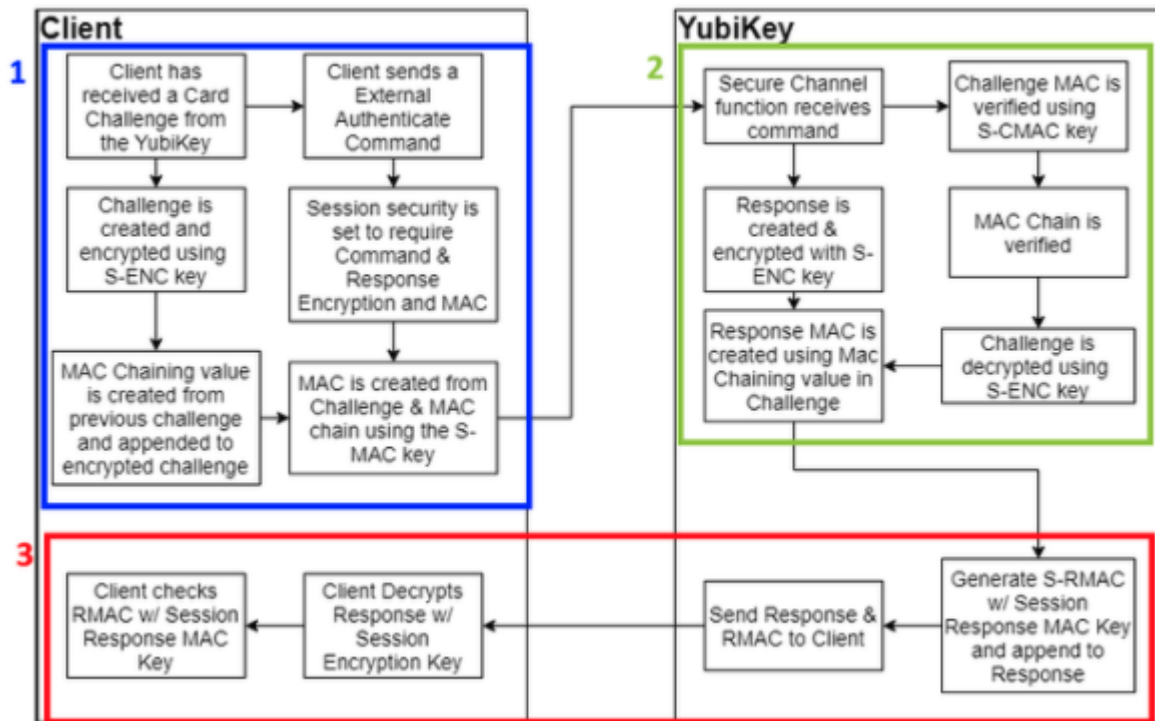 Client
1
Client has
received a Card
Challenge from
the YubiKey
Client sends a
External
Authenticate
Command
Challenge is
created and
encrypted using
S-ENC key
Session security is
set to require
Command &
Response
Encryption and MAC
MAC Chaining value
is created from
previous challenge
and appended to
encrypted challenge
MAC is created from
Challenge & MAC
chain using the S-
MAC key
YubiKey
2
Secure Channel
function receives
command
Challenge MAC is
verified using
S-CMAC key
Response is
created &
encrypted with S-
ENC key
MAC Chain is
verified
Response MAC is
created using Mac
Chaining value in
Challenge
Challenge is
decrypted using
S-ENC key
3
Client checks
RMAC w/ Session
Response MAC
Key
Client Decrypts
Response w/
Session
Encryption Key
Send Response &
RMAC to Client
Generate S-RMAC
w/ Session
Response MAC Key
and append to
Response